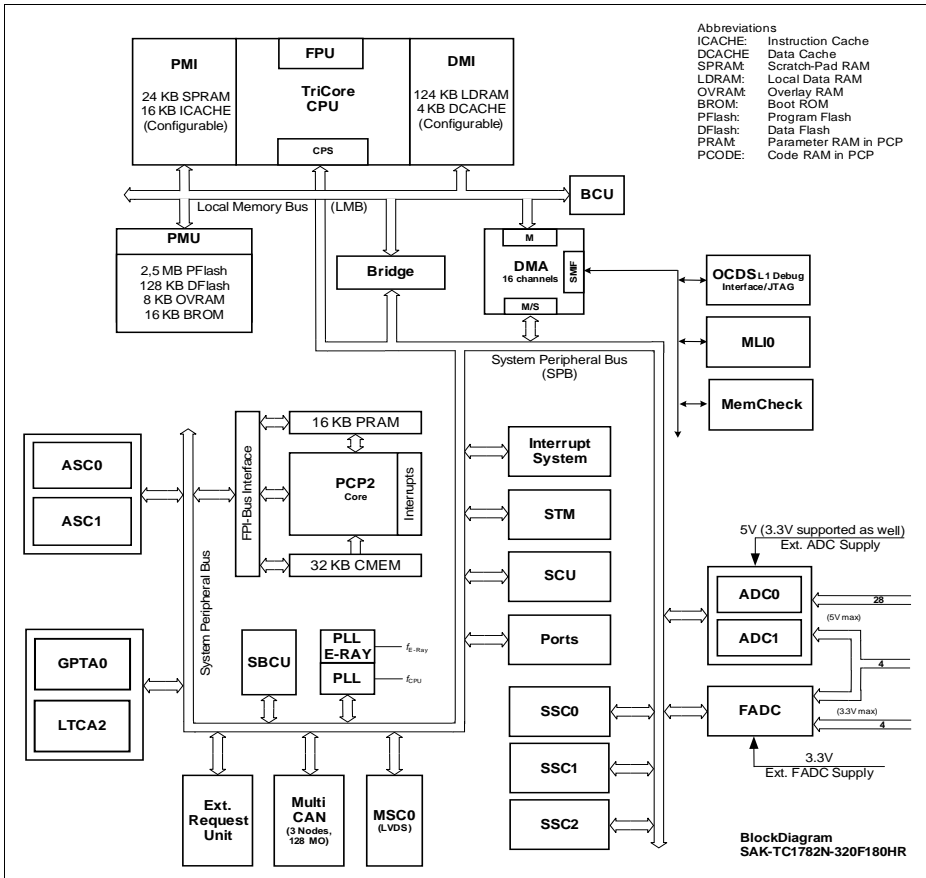 Abbreviations
ICACHE: Instruction Cache
DCACHE Data Cache
SPRAM: Scratch-Pad RAM
LDRAM: Local Data RAM
OVRAM: Overlay RAM
BROM: Boot ROM
PFlash: Program Flash
DFlash: Data Flash
PRAM: Parameter RAM in PCP
PCODE: Code RAM in PCP
PMI
24 KB SPRAM
16 KB ICACHE
(Configurable)
FPU
TriCore
CPU
CPS
DMI
124 KB LDRAM
4 KB DCACHE
(Configurable)
BCU
Local Memory Bus (LMB)
PMU
2,5 MB PFlash
128 KB DFlash
8 KB OVRAM
16 KB BROM
Bridge
M
DMA
16 channels
SMIF
M/S
OCDS L1 Debug
Interface/JTAG
MLI0
MemCheck
System Peripheral Bus
(SPB)
ASC0
ASC1
System Peripheral Bus
FPI-Bus Interface
16 KB PRAM
PCP2
Core
Interrupts
32 KB CMEM
Interrupt
System
STM
SCU
Ports
5V (3.3V supported as well)
Ext. ADC Supply
ADC0
ADC1
28
(5V max)
4
GPTA0
LTCA2
SBCU
PLL
E-RAY
fE-Ray
PLL
fCPU
SSC0
SSC1
SSC2
FADC
(3.3V max)
4
3.3V
Ext. FADC Supply
Ext.
Request
Unit
Multi
CAN
(3 Nodes,
128 MO)
MSC0
(LVDS)
BlockDiagram
SAK-TC1782N-320F180HR